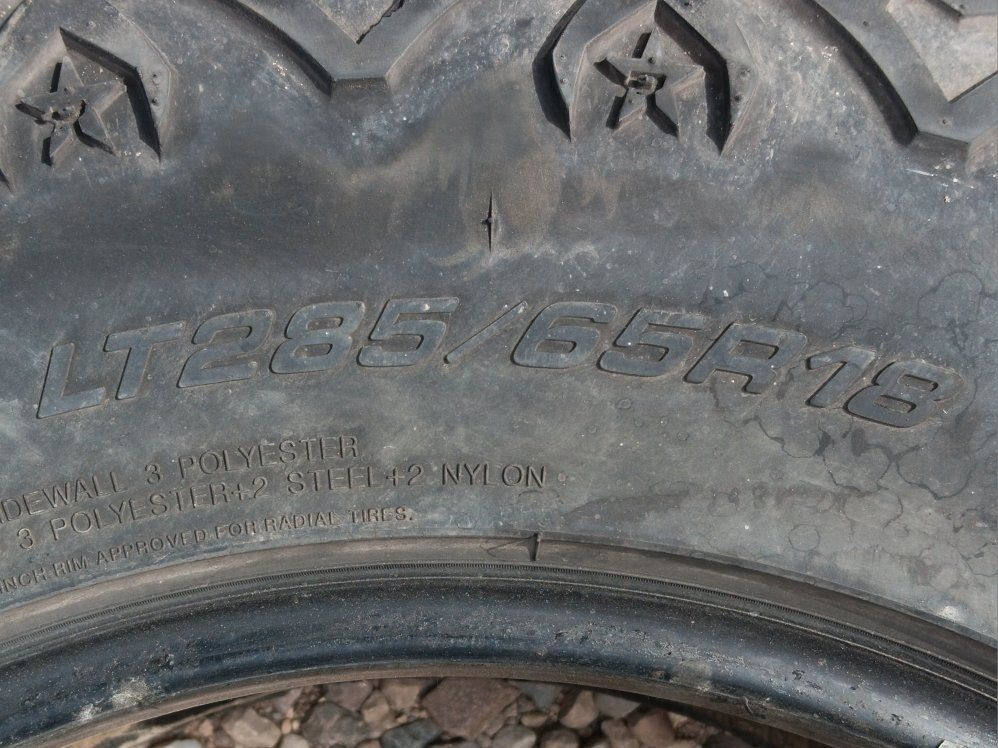 LT285/65R18
DEWALL 3 POLYESTER
3 POLYESTER+2 STEEL+2 NYLON
INCH RIM APPROVED FOR RADIAL TIRES.